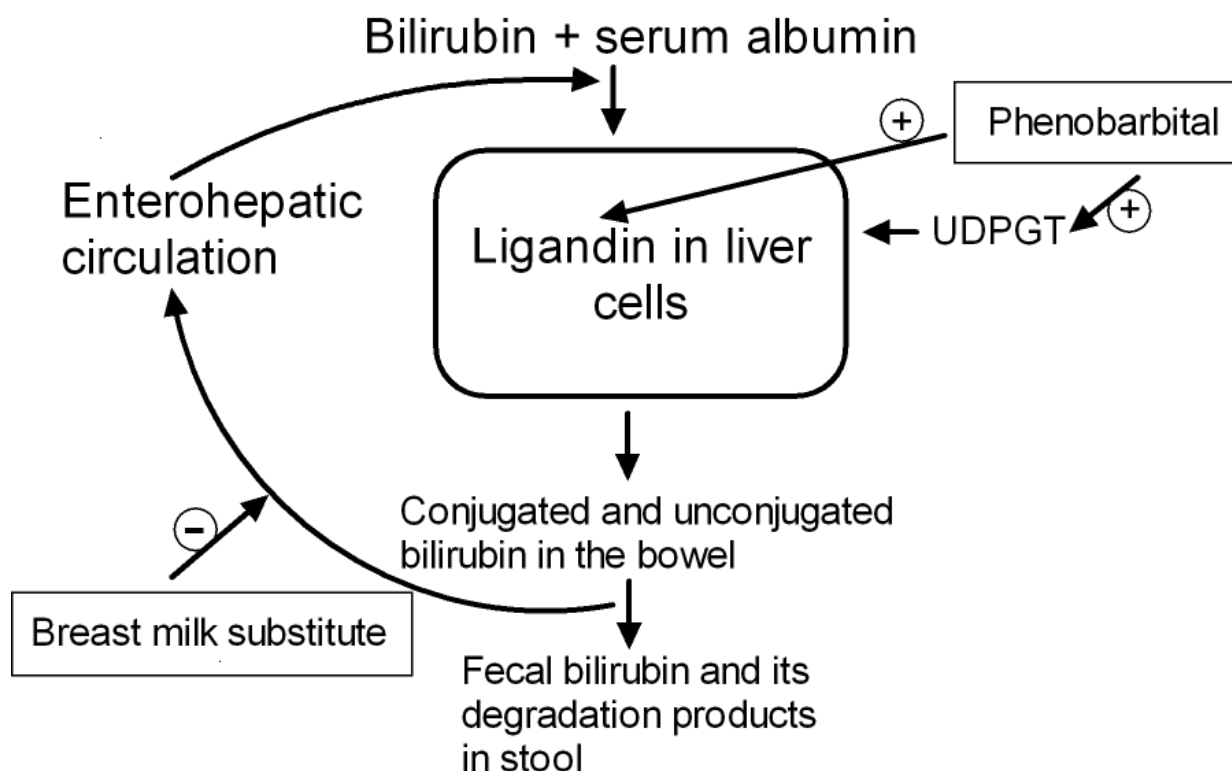 Bilirubin + serum albumin
+
Phenobarbital
Enterohepatic
circulation
+
UDPGT
Ligandin in liver
cells
Conjugated and unconjugated
bilirubin in the bowel
−
Breast milk substitute
Fecal bilirubin and its
degradation products
in stool